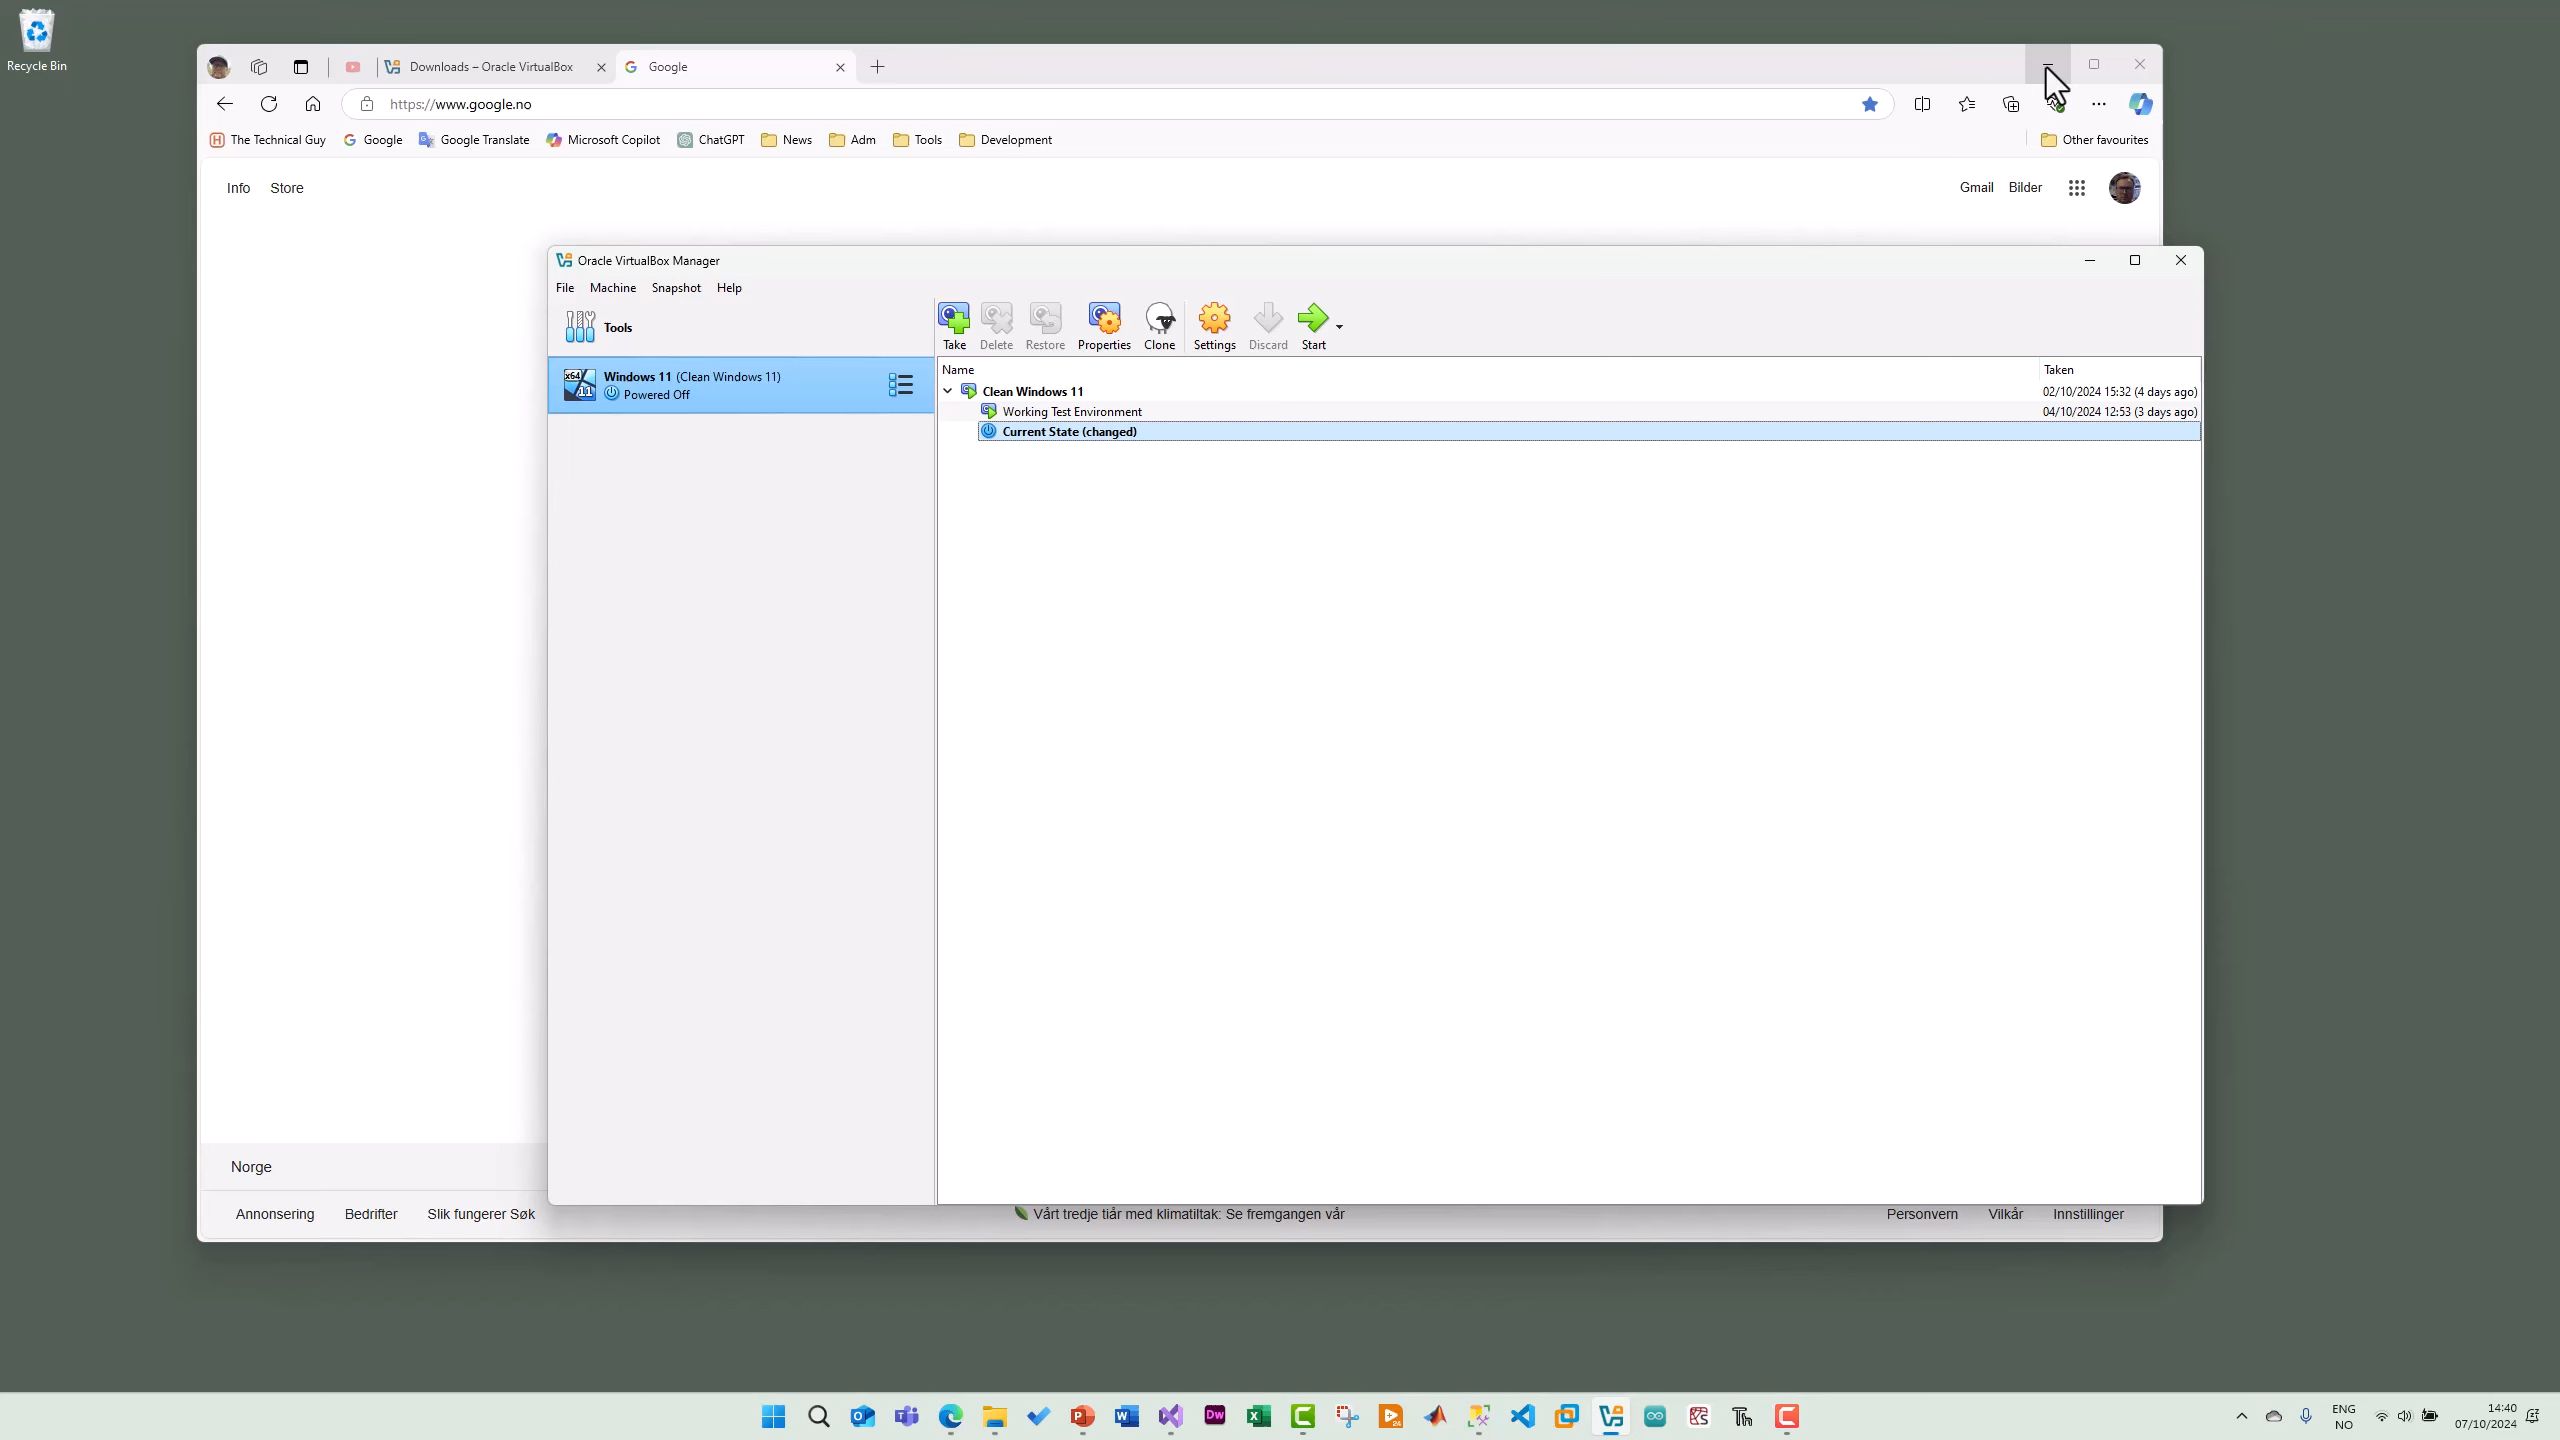 Recycle Bin
Downloads – Oracle VirtualBox
Google
https://www.google.no
The Technical Guy
Google
Google Translate
Microsoft Copilot
ChatGPT
News
Adm
Tools
Development
Other favourites
Info
Store
Gmail
Bilder
Oracle VirtualBox Manager
File
Machine
Snapshot
Help
Tools
Take
Delete
Restore
Properties
Clone
Settings
Discard
Start
x64
11
Windows 11 (Clean Windows 11)
Powered Off
Name
Taken
Clean Windows 11
02/10/2024 15:32 (4 days ago)
Working Test Environment
04/10/2024 12:53 (3 days ago)
Current State (changed)
Norge
Annonsering
Bedrifter
Slik fungerer Søk
Vårt tredje tiår med klimatiltak: Se fremgangen vår
Personvern
Vilkår
Innstillinger
Dw
Th
ENG
NO
14:40
07/10/2024